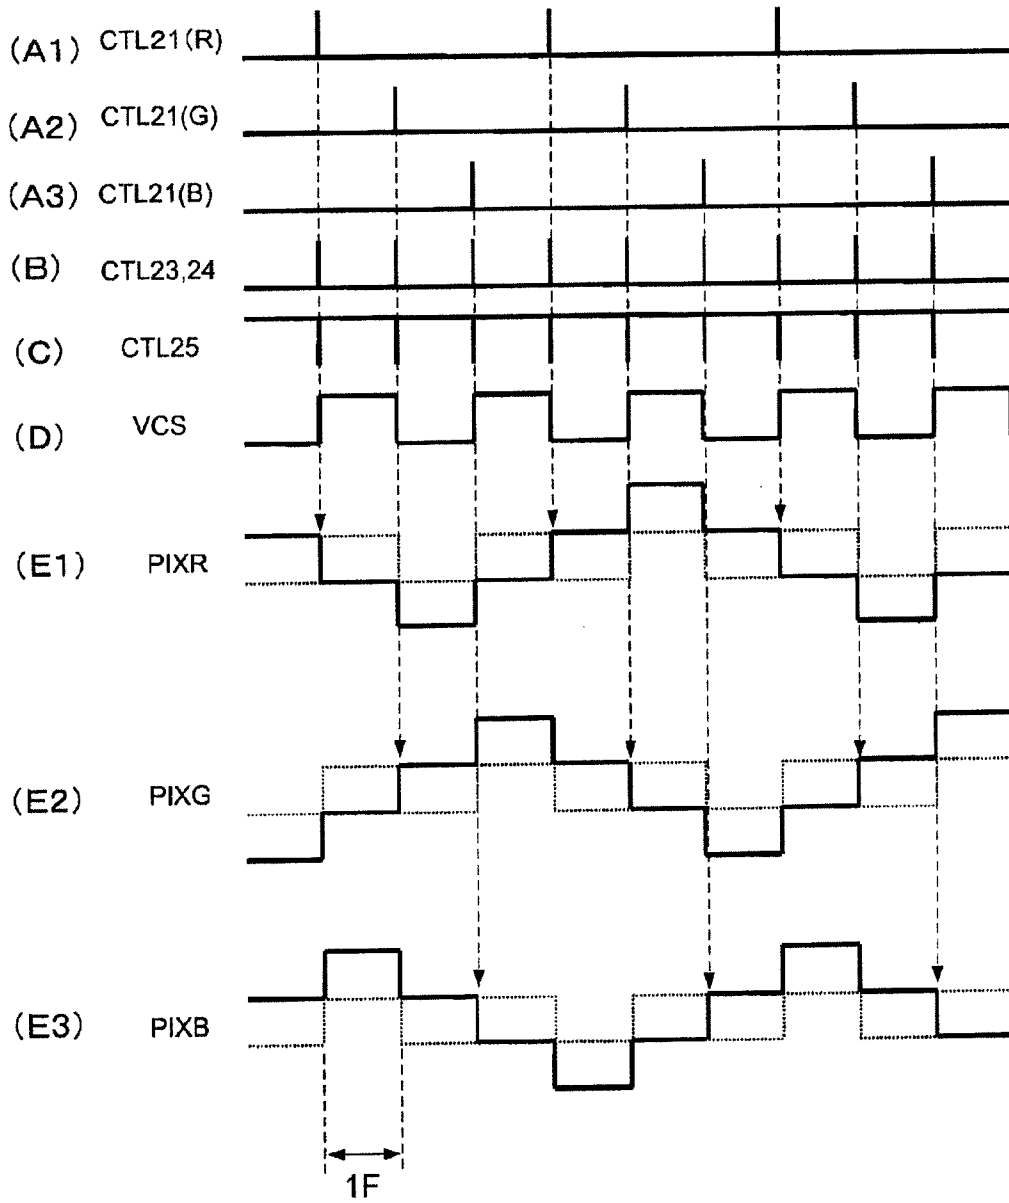 (A1) CTL21(R)
(A2) CTL21(G)
(A3) CTL21(B)
(B) CTL23,24
(C) CTL25
(D) VCS
(E1) PIXR
(E2) PIXG
(E3) PIXB
1F